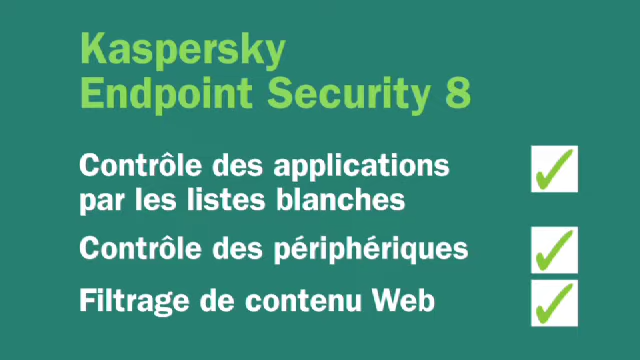 Kaspersky
Endpoint Security 8
Contrôle des applications
par les listes blanches
Contrôle des périphériques
Filtrage de contenu Web